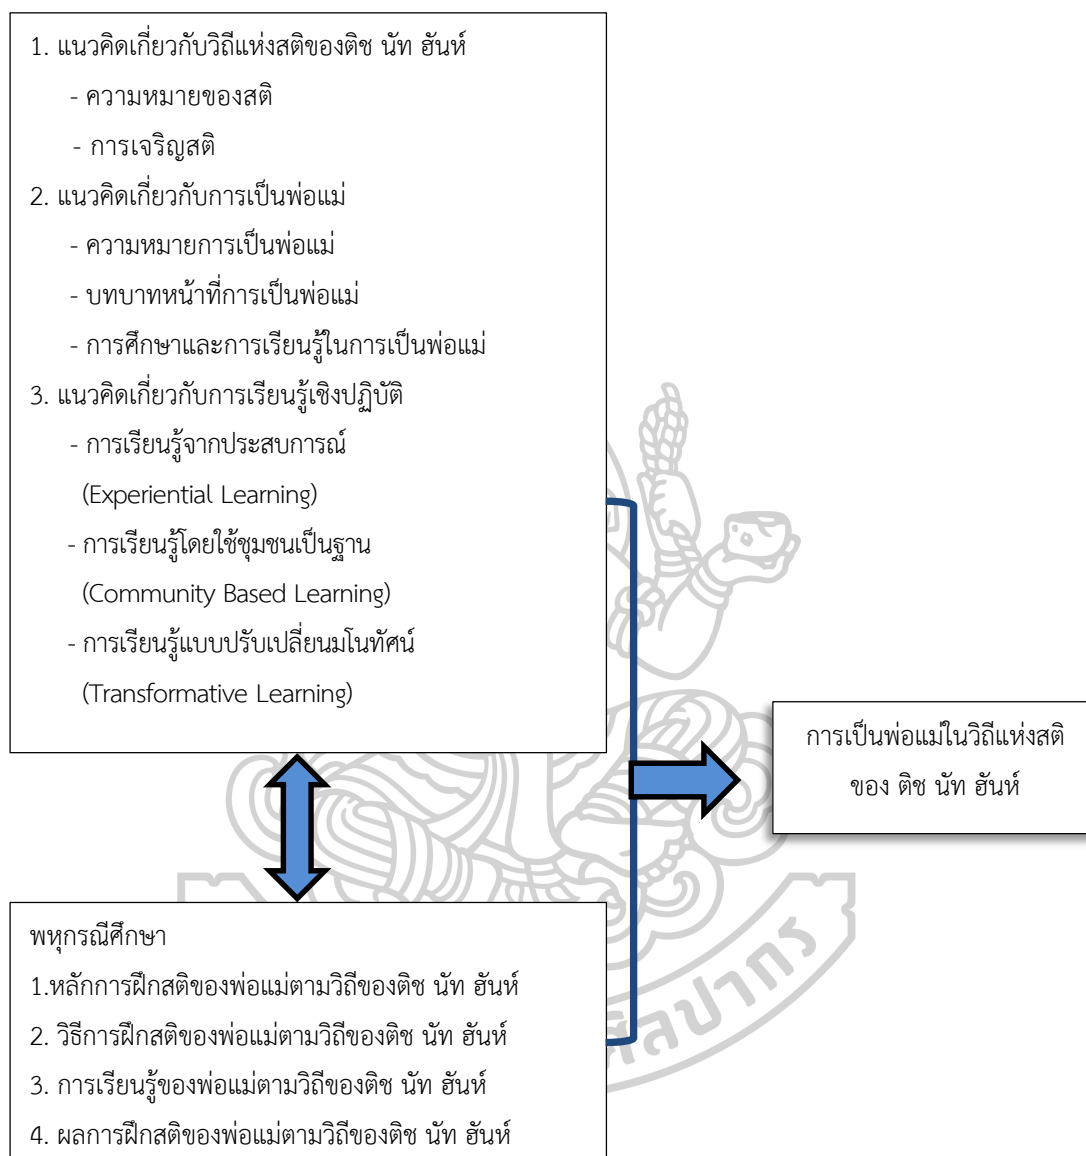 1. แนวคิดเกี่ยวกับวิถีแห่งสติของติช นัท ฮันห์
- ความหมายของสติ
- การเจริญสติ
2. แนวคิดเกี่ยวกับการเป็นพ่อแม่
- ความหมายการเป็นพ่อแม่
- บทบาทหน้าที่การเป็นพ่อแม่
- การศึกษาและการเรียนรู้ในการเป็นพ่อแม่
3. แนวคิดเกี่ยวกับการเรียนรู้เชิงปฏิบัติ
- การเรียนรู้จากประสบการณ์
(Experiential Learning)
- การเรียนรู้โดยใช้ชุมชนเป็นฐาน
(Community Based Learning)
- การเรียนรู้แบบปรับเปลี่ยนมโนทัศน์
(Transformative Learning)
การเป็นพ่อแม่ในวิถีแห่งสติ
ของ ติช นัท ฮันห์
พหุกรณีศึกษา
1.หลักการฝึกสติของพ่อแม่ตามวิถีของติช นัท ฮันห์
2. วิธีการฝึกสติของพ่อแม่ตามวิถีของติช นัท ฮันห์
3. การเรียนรู้ของพ่อแม่ตามวิถีของติช นัท ฮันห์
4. ผลการฝึกสติของพ่อแม่ตามวิถีของติช นัท ฮันห์
ศิลปากร